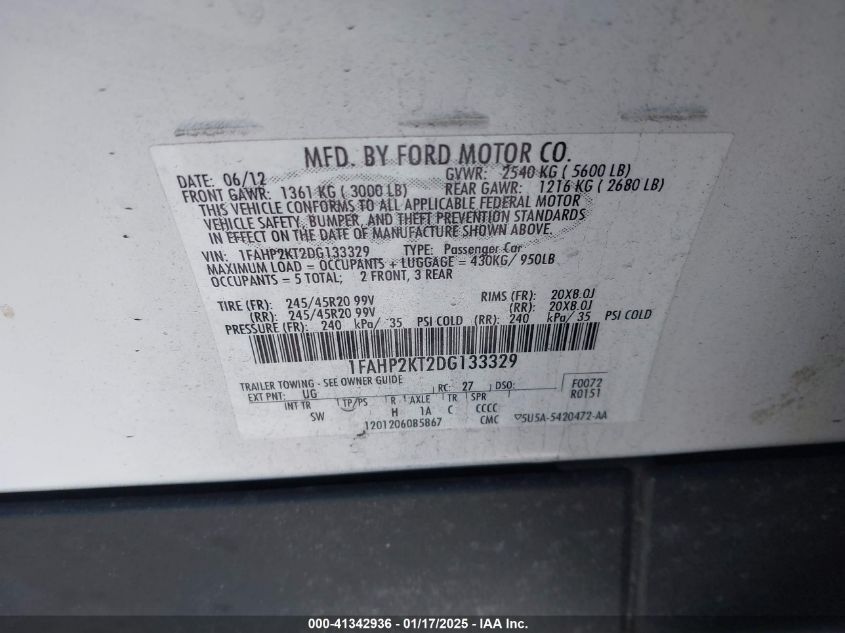 MFD. BY FORD MOTOR CO.
DATE: 06/12 GVWR: 2540 KG ( 5600 LB)
FRONT GAWR: 1361 KG ( 3000 LB) REAR GAWR: 1216 KG ( 2680 LB)
THIS VEHICLE CONFORMS TO ALL APPLICABLE FEDERAL MOTOR
VEHICLE SAFETY, BUMPER, AND THEFT PREVENTION STANDARDS
IN EFFECT ON THE DATE OF MANUFACTURE SHOWN ABOVE.
VIN: 1FAHP2KT2DG133329 TYPE: Passenger Car
MAXIMUM LOAD = OCCUPANTS + LUGGAGE = 430KG/ 950LB
OCCUPANTS = 5 TOTAL; 2 FRONT, 3 REAR
TIRE (FR): 245/45R20 99V RIMS (FR): 20X8.0J
(RR): 245/45R20 99V (RR): 20X8.0J
PRESSURE (FR): 240 kPa/ 35 PSI COLD (RR): 240 kPa/ 35 PSI COLD
1FAHP2KT2DG133329
TRAILER TOWING - SEE OWNER GUIDE
EXT PNT: UG RC: 27 DSO: F0072
R0151
INT TR TP/PS R AXLE TR SPR
SW H 1A C CCCC
1201206085867 CMC 5U5A-5420472-AA
000-41342936 - 01/17/2025 - IAA Inc.